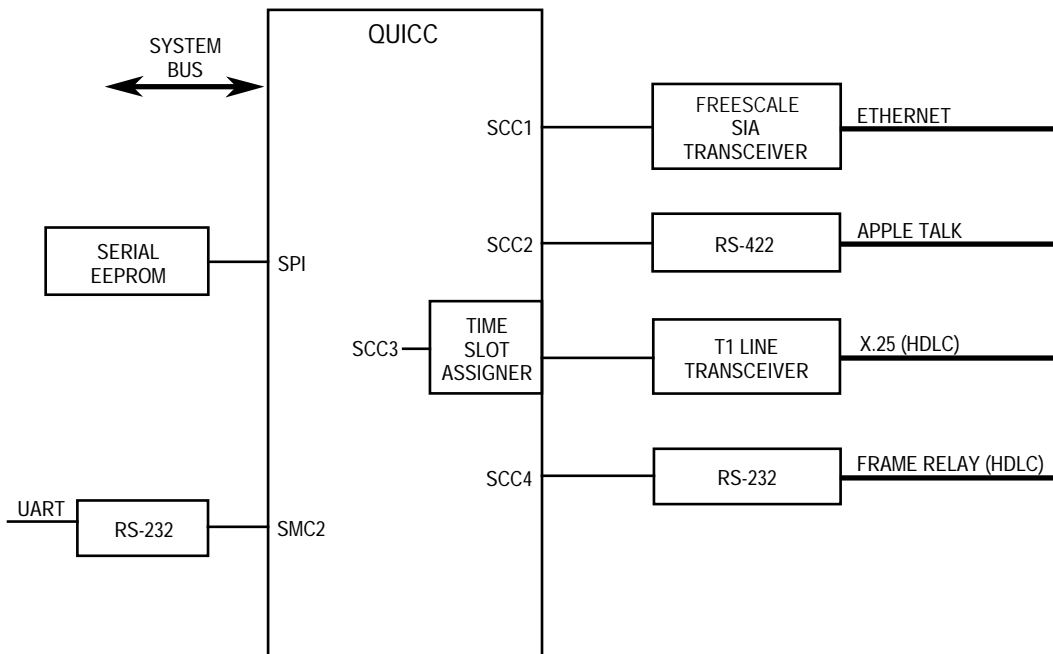 QUICC
SYSTEM
BUS
SCC1
FREESCALE
SIA
TRANSCEIVER
ETHERNET
SCC2
RS-422
APPLE TALK
SERIAL
EEPROM
SPI
SCC3
TIME
SLOT
ASSIGNER
T1 LINE
TRANSCEIVER
X.25 (HDLC)
SCC4
RS-232
FRAME RELAY (HDLC)
UART
RS-232
SMC2